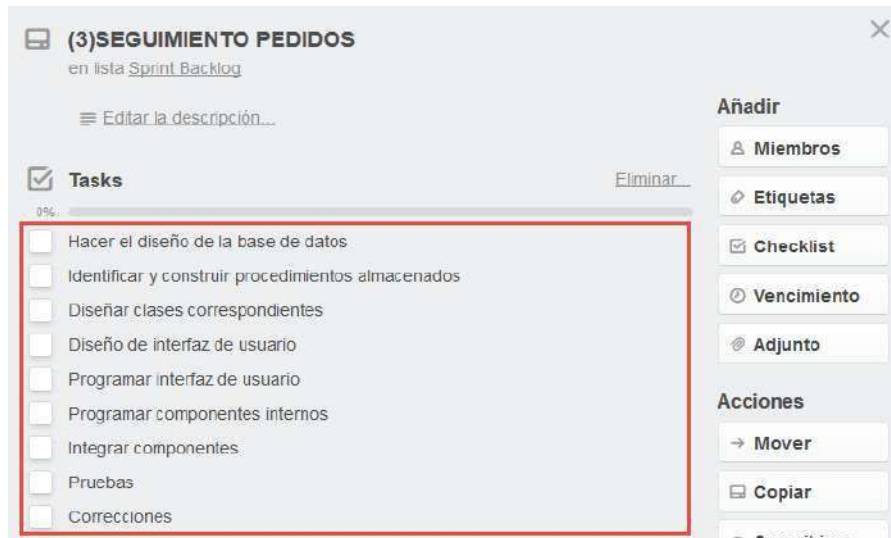 (3)SEGUIMIENTO PEDIDOS
en lista Sprint Backlog
Editar la descripción...
Tasks
Eliminar...
0%
Hacer el diseño de la base de datos
Identificar y construir procedimientos almacenados
Diseñar clases correspondientes
Diseño de interfaz de usuario
Programar interfaz de usuario
Programar componentes internos
Integrar componentes
Pruebas
Correcciones
Añadir
Miembros
Etiquetas
Checklist
Vencimiento
Adjunto
Acciones
Mover
Copiar